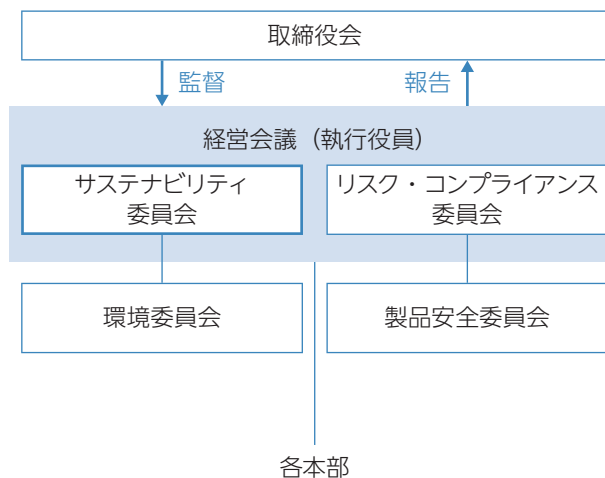 取締役会
監督
報告
経営会議（執行役員）
サステナビリティ
委員会
リスク・コンプライアンス
委員会
環境委員会
製品安全委員会
各本部